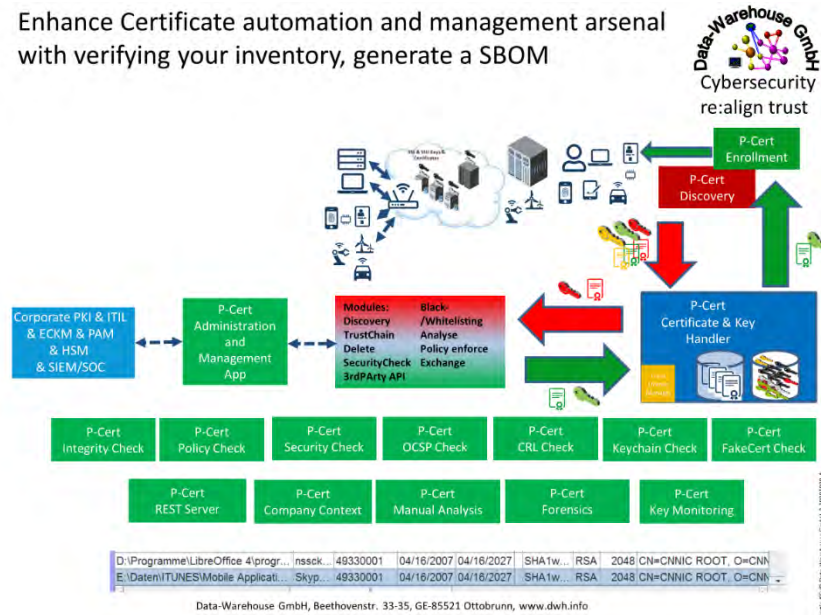 Enhance Certificate automation and management arsenal
with verifying your inventory, generate a SBOM
Data-Warehouse GmbH
Cybersecurity
re:align trust
P-Cert
Enrollment
P-Cert
Discovery
Corporate PKI & ITIL
& ECKM & PAM
& HSM
& SIEM/SOC
P-Cert
Administration
and
Management
App
Modules: Black-
Discovery /Whitelisting
TrustChain Analyse
Delete Policy enforce
SecurityCheck Exchange
3rdPArty API
P-Cert
Certificate & Key
Handler
P-Cert
Integrity Check
P-Cert
Policy Check
P-Cert
Security Check
P-Cert
OCSP Check
P-Cert
CRL Check
P-Cert
Keychain Check
P-Cert
FakeCert Check
P-Cert
REST Server
P-Cert
Company Context
P-Cert
Manual Analysis
P-Cert
Forensics
P-Cert
Key Monitoring
D:\Programme\LibreOffice 4\progr... nssck... 49330001 04/16/2007 04/16/2027 SHA1w... RSA 2048 CN=CNNIC ROOT, O=CNN
E:\Daten\ITUNES\Mobile Applicati... Skyp... 49330001 04/16/2007 04/16/2027 SHA1w... RSA 2048 CN=CNNIC ROOT, O=CNN
Data-Warehouse GmbH, Beethovenstr. 33-35, GE-85521 Ottobrunn, www.dwh.info